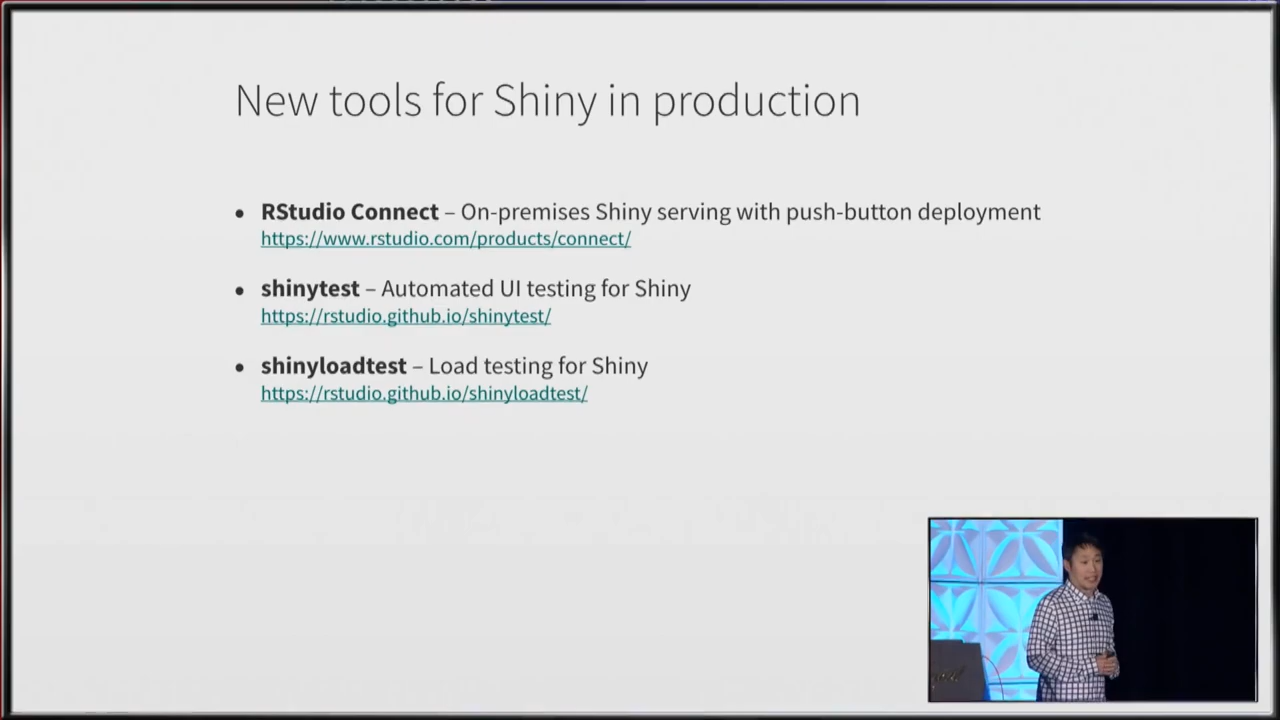 New tools for Shiny in production
• RStudio Connect – On-premises Shiny serving with push-button deployment
https://www.rstudio.com/products/connect/
• shinytest – Automated UI testing for Shiny
https://rstudio.github.io/shinytest/
• shinyloadtest – Load testing for Shiny
https://rstudio.github.io/shinyloadtest/